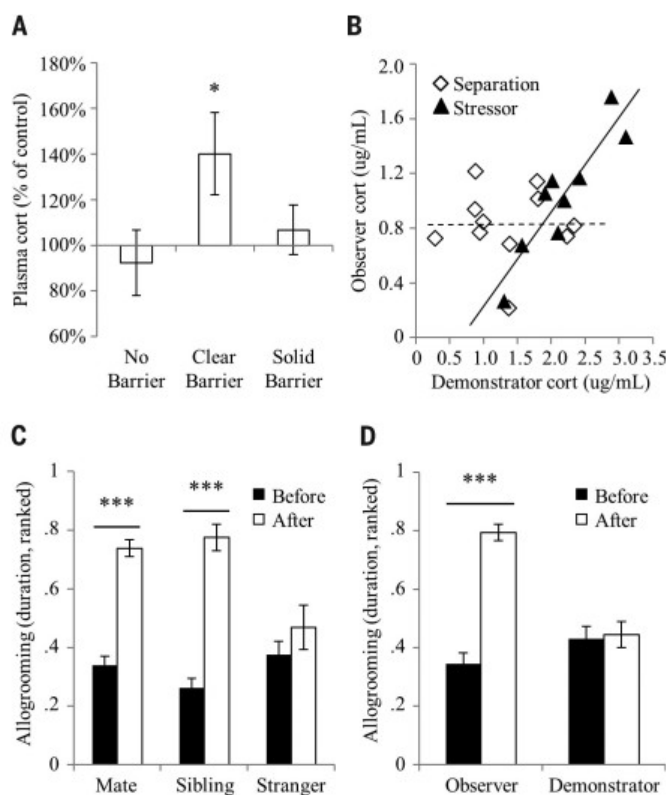 A
Plasma cort (% of control)
180%
160%
140%
120%
100%
80%
60%
*
No
Barrier
Clear
Barrier
Solid
Barrier
B
Observer cort (ug/mL)
2.0
1.6
1.2
0.8
0.4
0
Separation
Stressor
0 0.5 1.0 1.5 2.0 2.5 3.0 3.5
Demonstrator cort (ug/mL)
C
Allogrooming (duration, ranked)
1
.8
.6
.4
.2
0
*** ***
Before
After
Mate Sibling Stranger
D
Allogrooming (duration, ranked)
1
.8
.6
.4
.2
0
***
Before
After
Observer Demonstrator